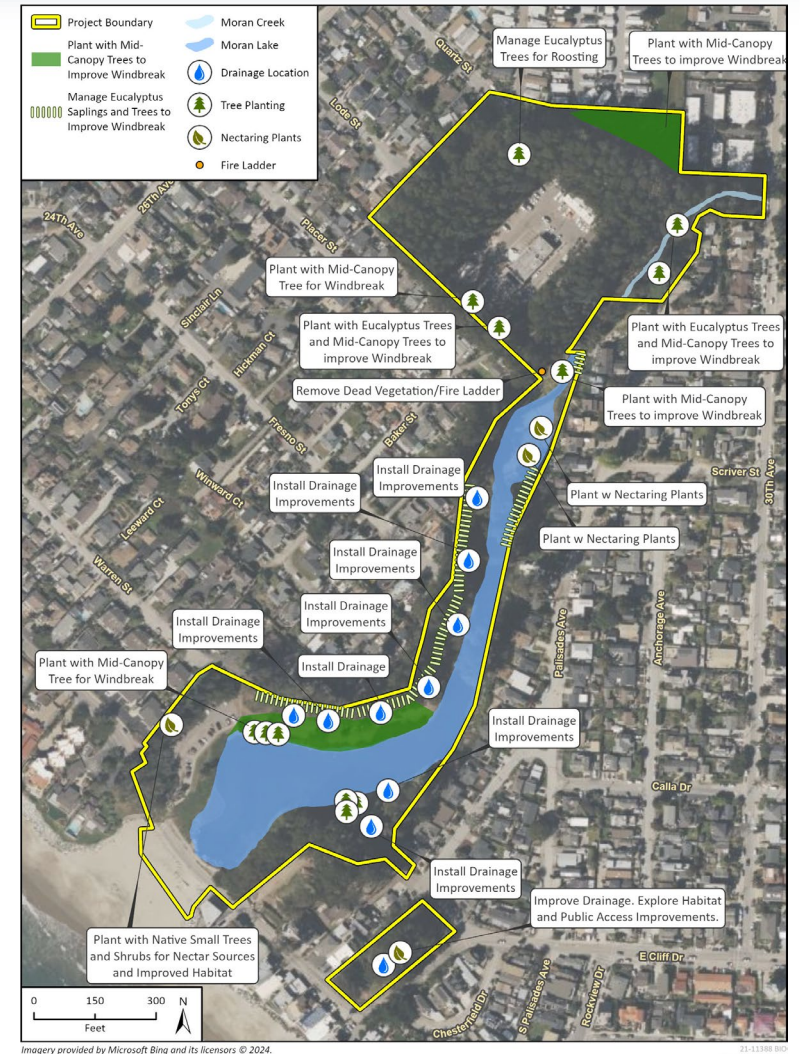 Project Boundary
Plant with Mid-
Canopy Trees to
Improve Windbreak
Manage Eucalyptus
Saplings and Trees to
Improve Windbreak
Moran Creek
Moran Lake
Drainage Location
Tree Planting
Nectaring Plants
Fire Ladder
Quartz St
Manage Eucalyptus
Trees for Roosting
Plant with Mid-Canopy
Trees to improve Windbreak
Lode St
26Th Ave
24Th Ave
Placer St
Plant with Mid-Canopy
Tree for Windbreak
Sinclair Ln
Plant with Eucalyptus Trees
and Mid-Canopy Trees to
improve Windbreak
Plant with Eucalyptus Trees
and Mid-Canopy Trees to
improve Windbreak
Hickman Ct
Tonys Ct
Remove Dead Vegetation/Fire Ladder
Plant with Mid-Canopy
Trees to improve Windbreak
Fresno St
Baker St
Scriver St
30Th Ave
Install Drainage
Improvements
Install Drainage
Improvements
Winward Ct
Plant w Nectaring Plants
Leeward Ct
Plant w Nectaring Plants
Install Drainage
Improvements
Warren St
Install Drainage
Improvements
Palisades Ave
Anchorage Ave
Install Drainage
Improvements
Install Drainage
Plant with Mid-Canopy
Tree for Windbreak
Install Drainage
Improvements
Calla Dr
Install Drainage
Improvements
Improve Drainage. Explore Habitat
and Public Access Improvements.
Plant with Native Small Trees
and Shrubs for Nectar Sources
and Improved Habitat
E Cliff Dr
Chesterfield Dr
S Palisades Ave
Rockview Dr
0 150 300 N
Feet
Imagery provided by Microsoft Bing and its licensors © 2024.
21-11388 BIO